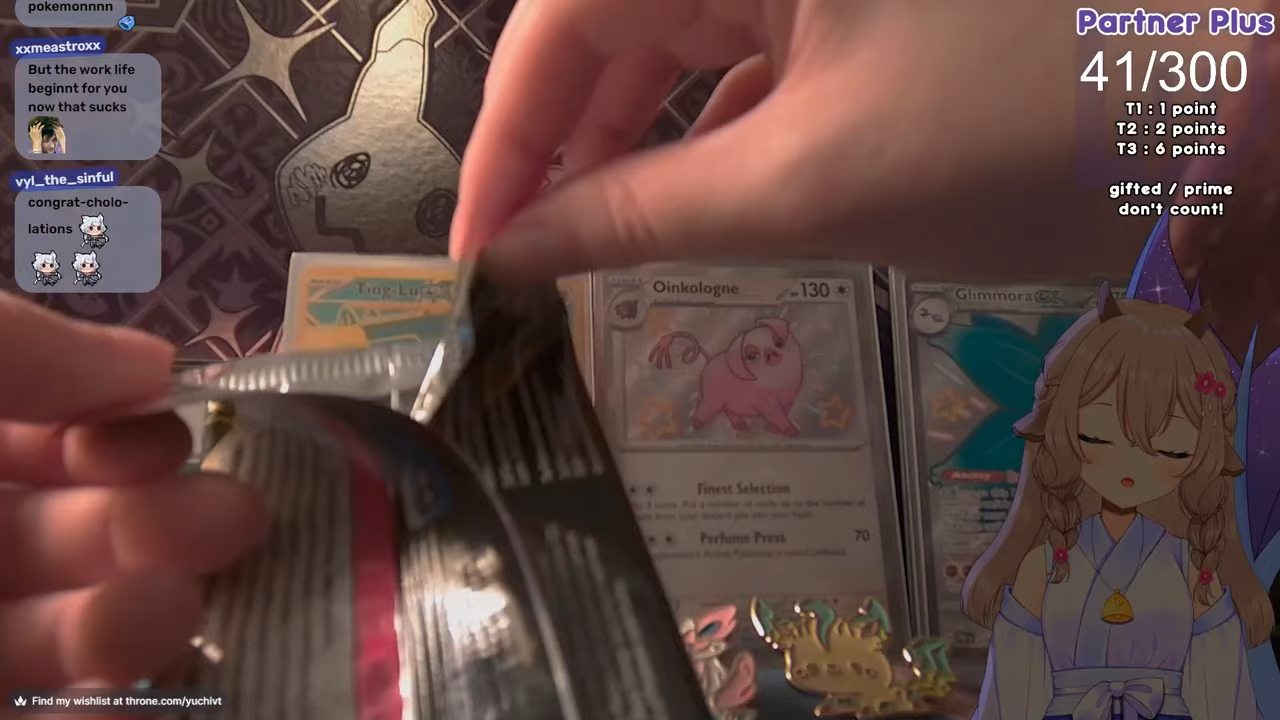 pokemonnnn
xxmeastroxx
But the work life
beginnt for you
now that sucks
vyl_the_sinful
congrat-cholo-
lations
Partner Plus
41/300
T1 : 1 point
T2 : 2 points
T3 : 6 points
gifted / prime
don't count!
Ting-Lu
Oinkologne
130
Glimmora ex
Finest Selection
Perfume Press 70
Ability
Find my wishlist at throne.com/yuchivt